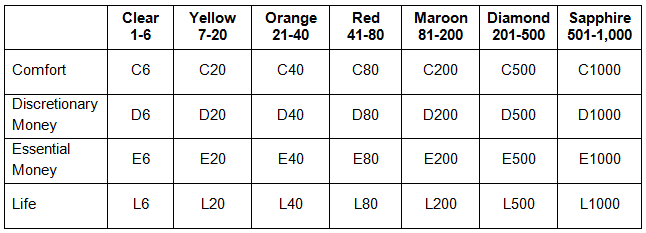 Clear Yellow Orange Red Maroon Diamond Sapphire
1-6 7-20 21-40 41-80 81-200 201-500 501-1,000
Comfort C6 C20 C40 C80 C200 C500 C1000
Discretionary
Money D6 D20 D40 D80 D200 D500 D1000
Essential
Money E6 E20 E40 E80 E200 E500 E1000
Life L6 L20 L40 L80 L200 L500 L1000